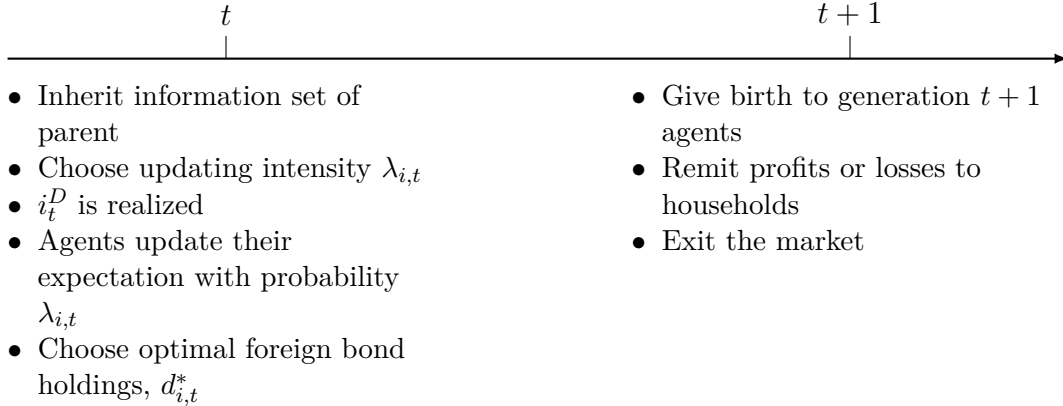 t
t + 1
• Inherit information set of
parent
• Choose updating intensity λ_{i,t}
• i_t^D is realized
• Agents update their
expectation with probability
λ_{i,t}
• Choose optimal foreign bond
holdings, d_{i,t}^*
• Give birth to generation t + 1
agents
• Remit profits or losses to
households
• Exit the market